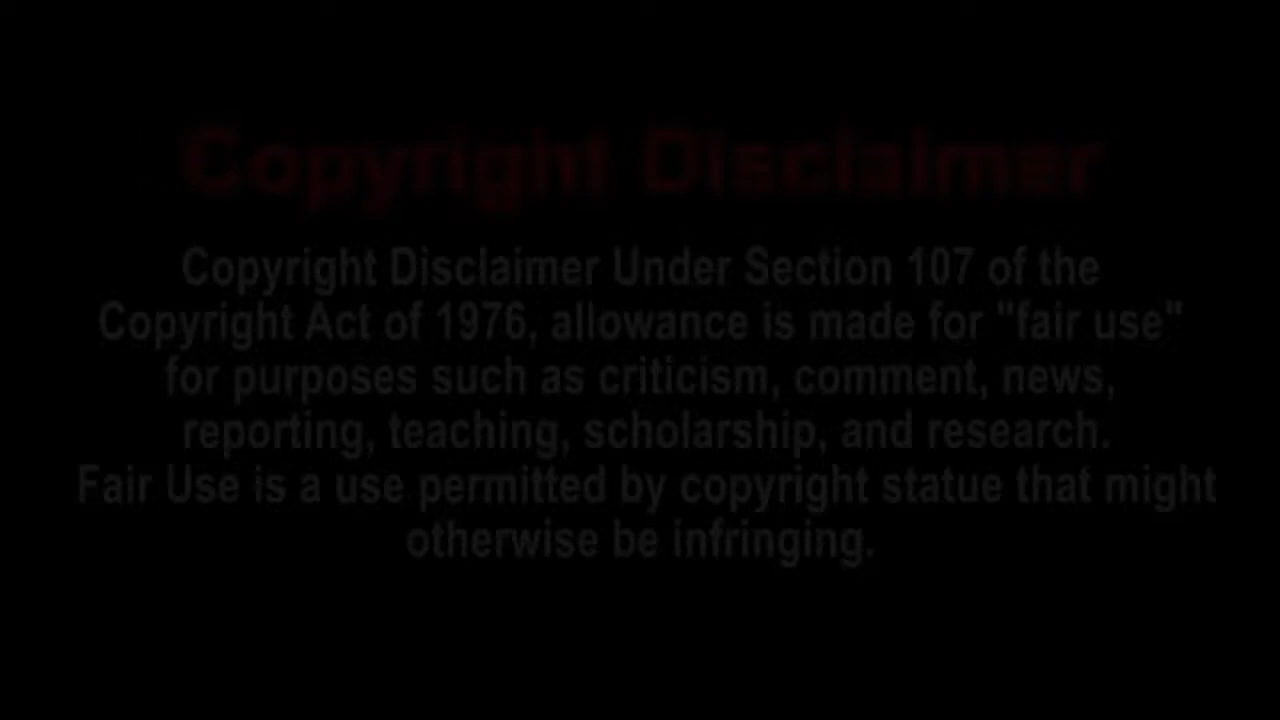 Copyright Disclaimer
Copyright Disclaimer Under Section 107 of the
Copyright Act of 1976, allowance is made for "fair use"
for purposes such as criticism, comment, news,
reporting, teaching, scholarship, and research.
Fair Use is a use permitted by copyright statue that might
otherwise be infringing.